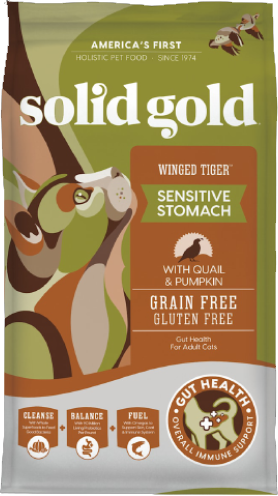 AMERICA'S FIRST
HOLISTIC PET FOOD · SINCE 1974
solid gold
WINGED TIGER™
SENSITIVE
STOMACH
WITH QUAIL
& PUMPKIN
GRAIN FREE
GLUTEN FREE
Gut Health
For Adult Cats
GUT HEALTH
OVERALL IMMUNE SUPPORT
CLEANSE + BALANCE + FUEL